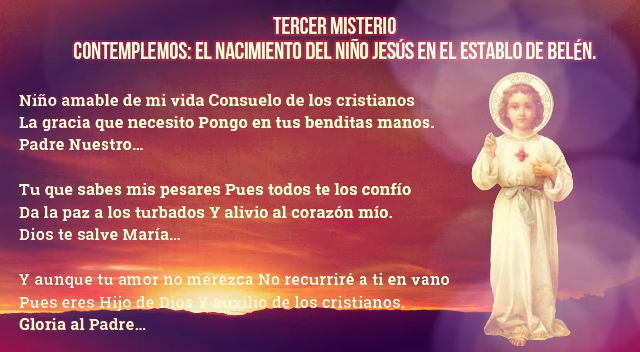 TERCER MISTERIO
CONTEMPLEMOS: EL NACIMIENTO DEL NIÑO JESÚS EN EL ESTABLO DE BELÉN.
Niño amable de mi vida Consuelo de los cristianos
La gracia que necesito Pongo en tus benditas manos.
Padre Nuestro...
Tu que sabes mis pesares Pues todos te los confío
Da la paz a los turbados Y alivio al corazón mío.
Dios te salve María...
Y aunque tu amor no merezca No recurriré a ti en vano
Pues eres Hijo de Dios Y auxilio de los cristianos.
Gloria al Padre...